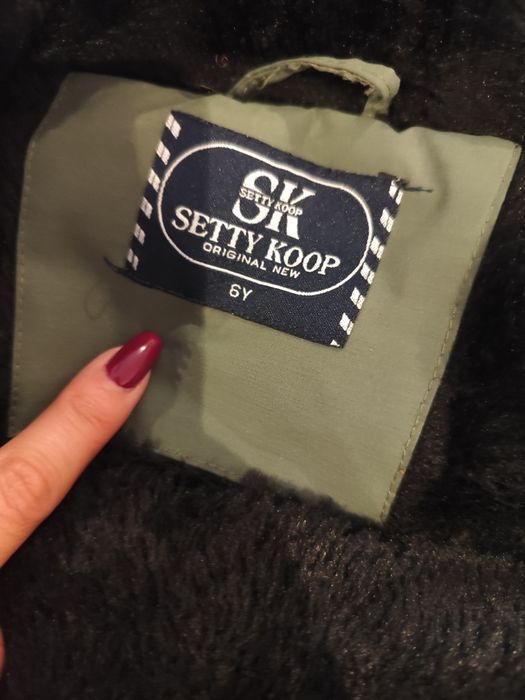 SK
SETTY KOOP
SETTY KOOP
ORIGINAL NEW
6Y